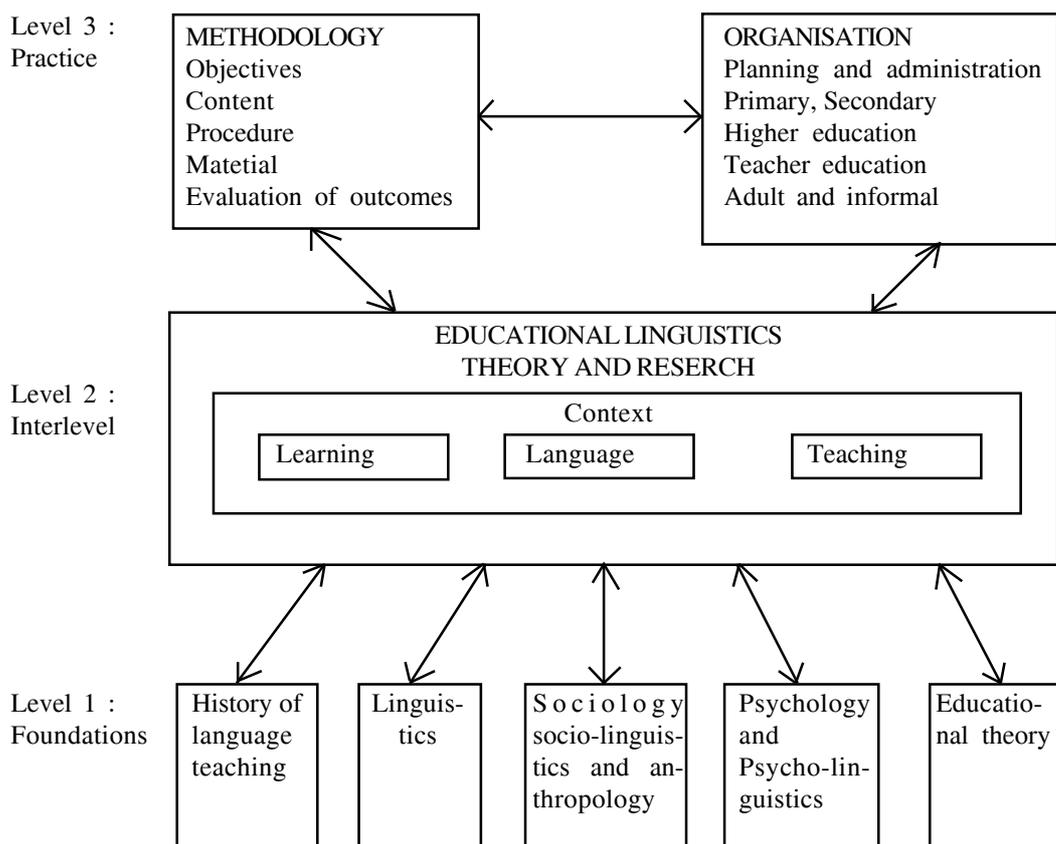 Level 3 :
Practice
METHODOLOGY
Objectives
Content
Procedure
Matetial
Evaluation of outcomes
ORGANISATION
Planning and administration
Primary, Secondary
Higher education
Teacher education
Adult and informal
Level 2 :
Interlevel
EDUCATIONAL LINGUISTICS
THEORY AND RESERCH
Context
Learning
Language
Teaching
Level 1 :
Foundations
History of
language
teaching
Linguis-
tics
Sociology
socio-linguis-
tics and an-
thropology
Psychology
and
Psycho-lin-
guistics
Educatio-
nal theory